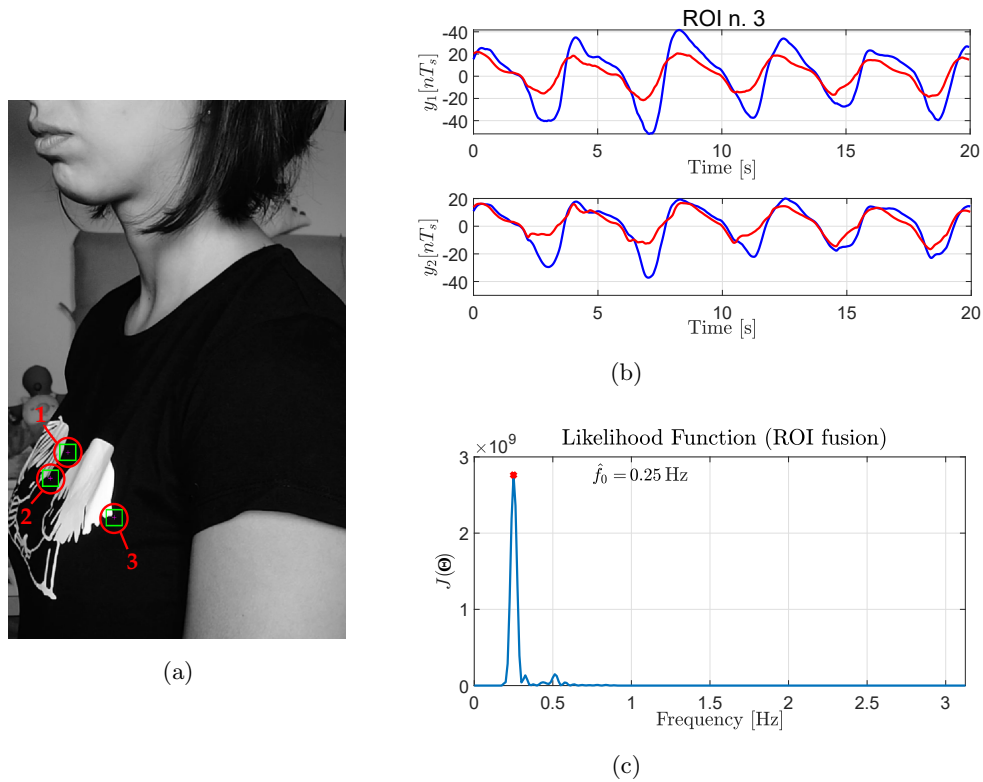 1
2
3
(a)
ROI n. 3
y₁[nTₛ]
-40
20
0
-20
-40
0 5 10 15 20
Time [s]
y₂[nTₛ]
20
0
-20
-40
0 5 10 15 20
Time [s]
(b)
Likelihood Function (ROI fusion)
×10⁹
f̂₀ = 0.25 Hz
J(Θ)
3
2
1
0
0 0.5 1 1.5 2 2.5 3
Frequency [Hz]
(c)